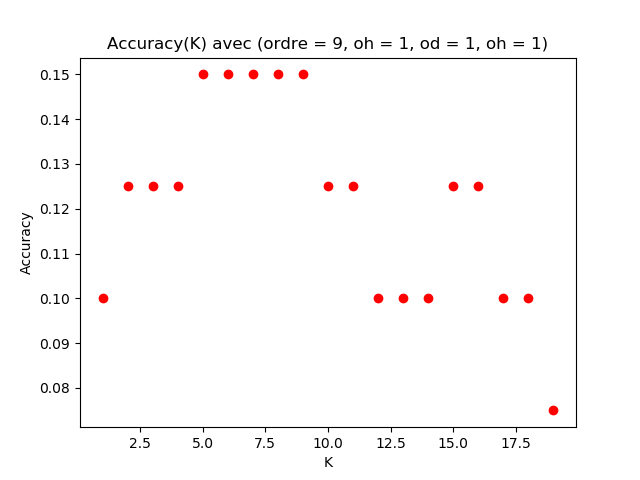 Accuracy(K) avec (ordre = 9, oh = 1, od = 1, oh = 1)
0.15
0.14
0.13
0.12
0.11
0.10
0.09
0.08
Accuracy
2.5 5.0 7.5 10.0 12.5 15.0 17.5
K